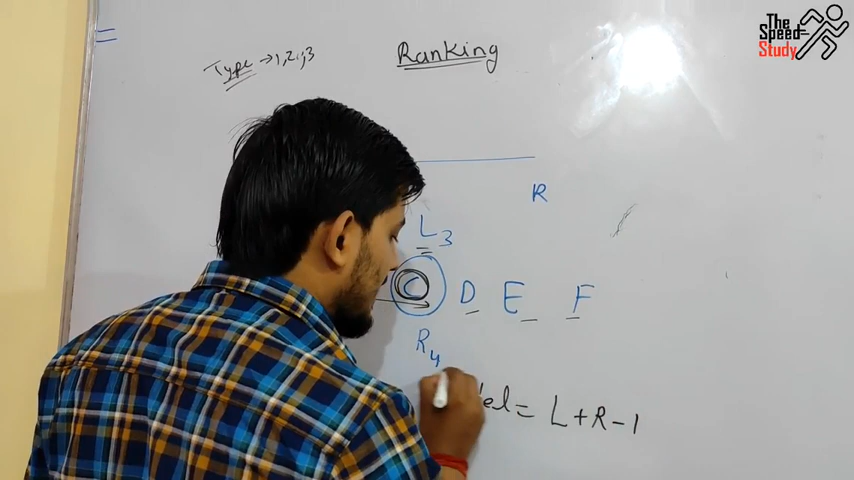 The
Speed
Study
=
Type → 1,2,3
Ranking
R
L3
C D E F
R4
= L + R - 1